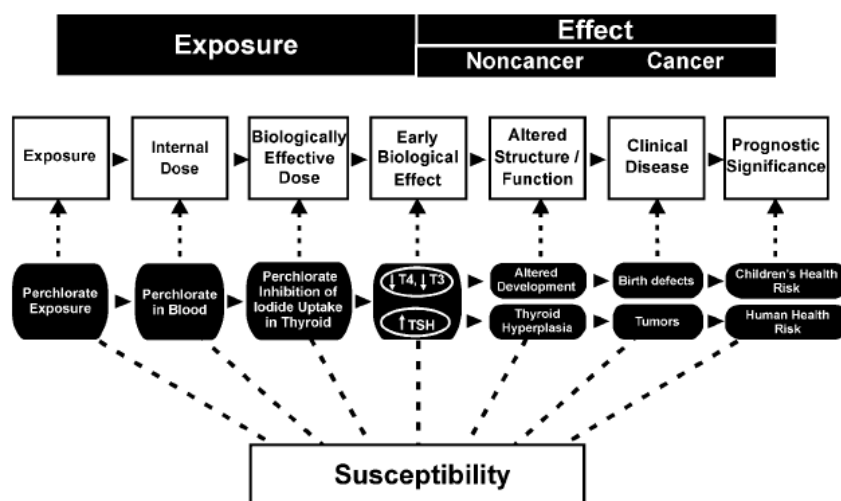 Exposure
Effect
Noncancer Cancer
Exposure
Internal
Dose
Biologically
Effective
Dose
Early
Biological
Effect
Altered
Structure /
Function
Clinical
Disease
Prognostic
Significance
Perchlorate
Exposure
Perchlorate
in Blood
Perchlorate
Inhibition of
Iodide Uptake
in Thyroid
↓T4, ↓T3
↑TSH
Altered
Development
Birth defects
Children's Health
Risk
Thyroid
Hyperplasia
Tumors
Human Health
Risk
Susceptibility